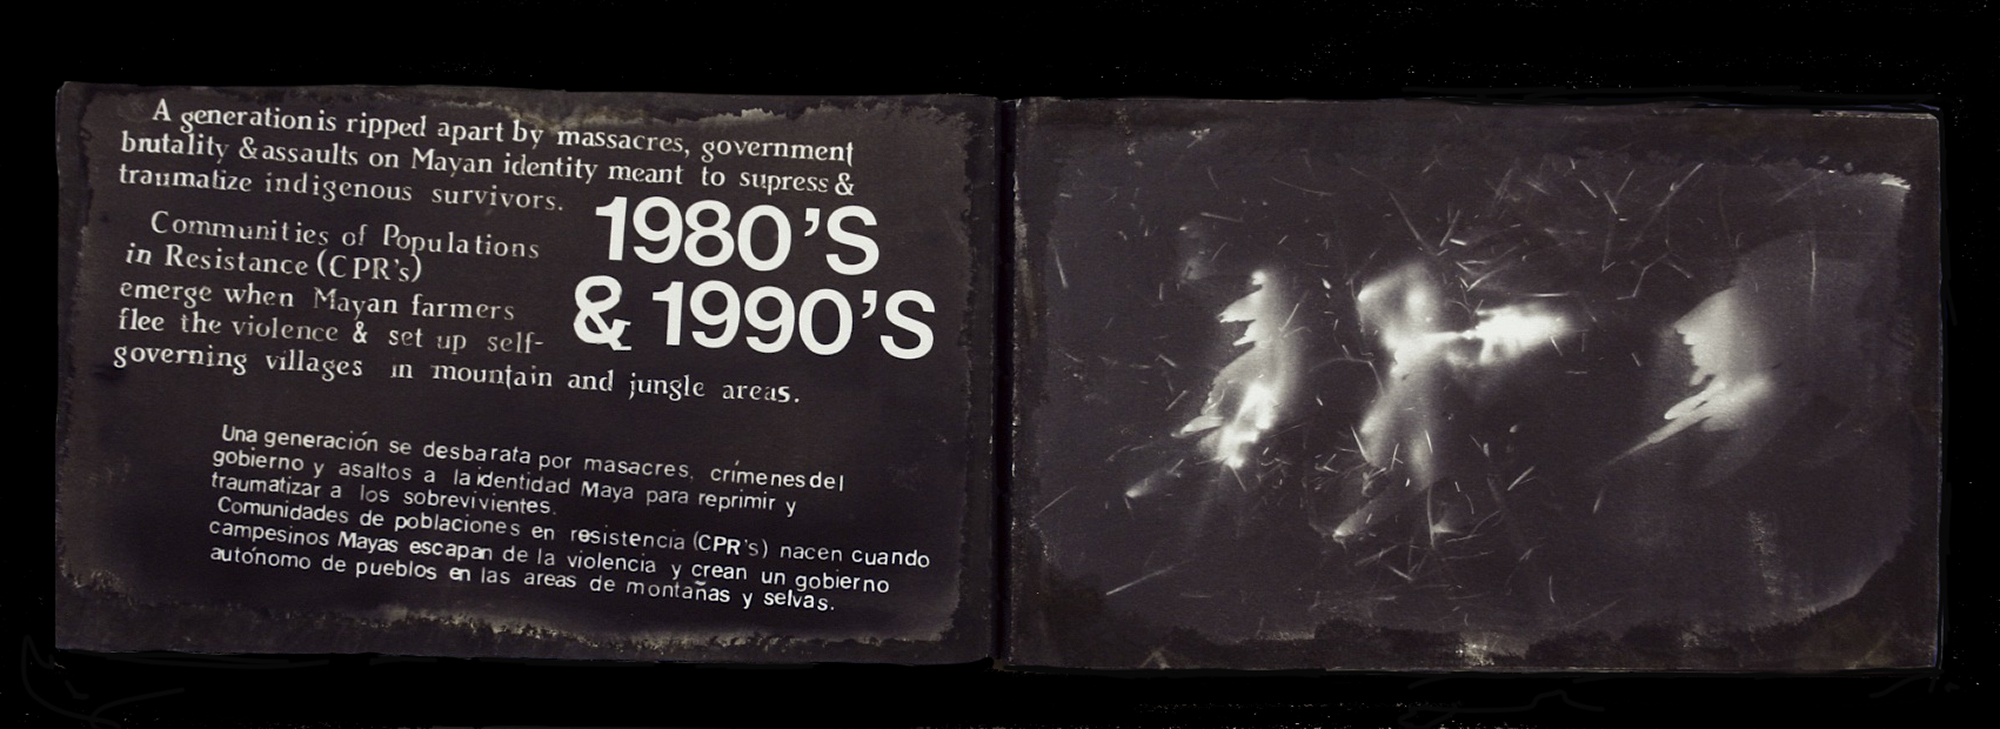 A generation is ripped apart by massacres, government
brutality & assaults on Mayan identity meant to supress &
traumatize indigenous survivors.
1980'S
& 1990'S
Communities of Populations
in Resistance (CPR's)
emerge when Mayan farmers
flee the violence & set up self-
governing villages in mountain and jungle areas.
Una generación se desbarata por masacres, crímenes del
gobierno y asaltos a la identidad Maya para reprimir y
traumatizar a los sobrevivientes.
Comunidades de poblaciones en resistencia (CPR's) nacen cuando
campesinos Mayas escapan de la violencia y crean un gobierno
autónomo de pueblos en las areas de montañas y selvas.